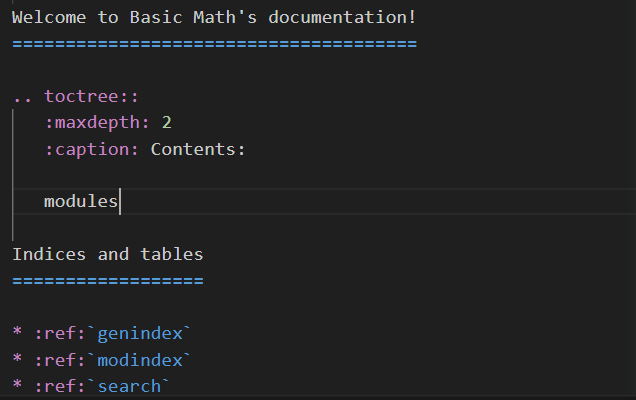 Welcome to Basic Math's documentation!
======================================
.. toctree::
:maxdepth: 2
:caption: Contents:
modules
Indices and tables
==================
* :ref:`genindex`
* :ref:`modindex`
* :ref:`search`